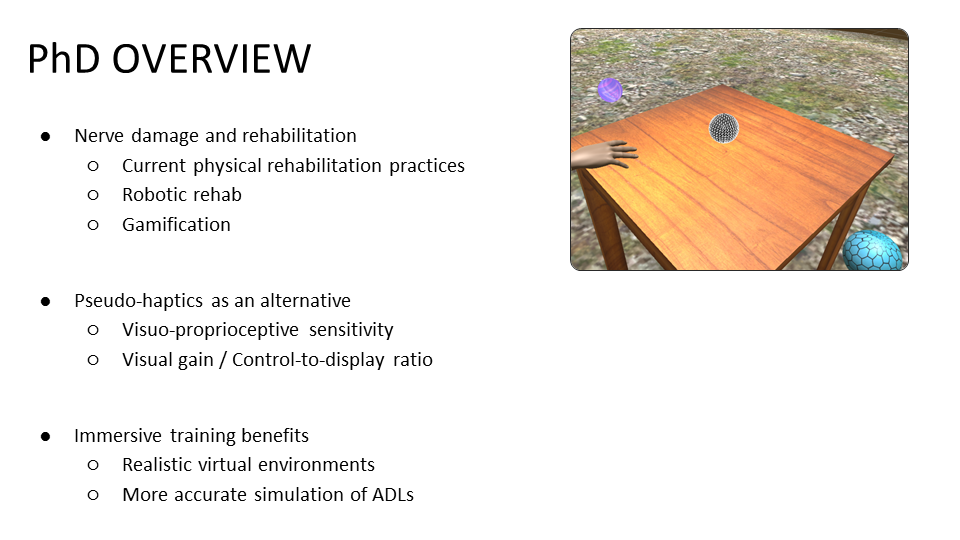 PhD OVERVIEW
● Nerve damage and rehabilitation
○ Current physical rehabilitation practices
○ Robotic rehab
○ Gamification
● Pseudo-haptics as an alternative
○ Visuo-proprioceptive sensitivity
○ Visual gain / Control-to-display ratio
● Immersive training benefits
○ Realistic virtual environments
○ More accurate simulation of ADLs